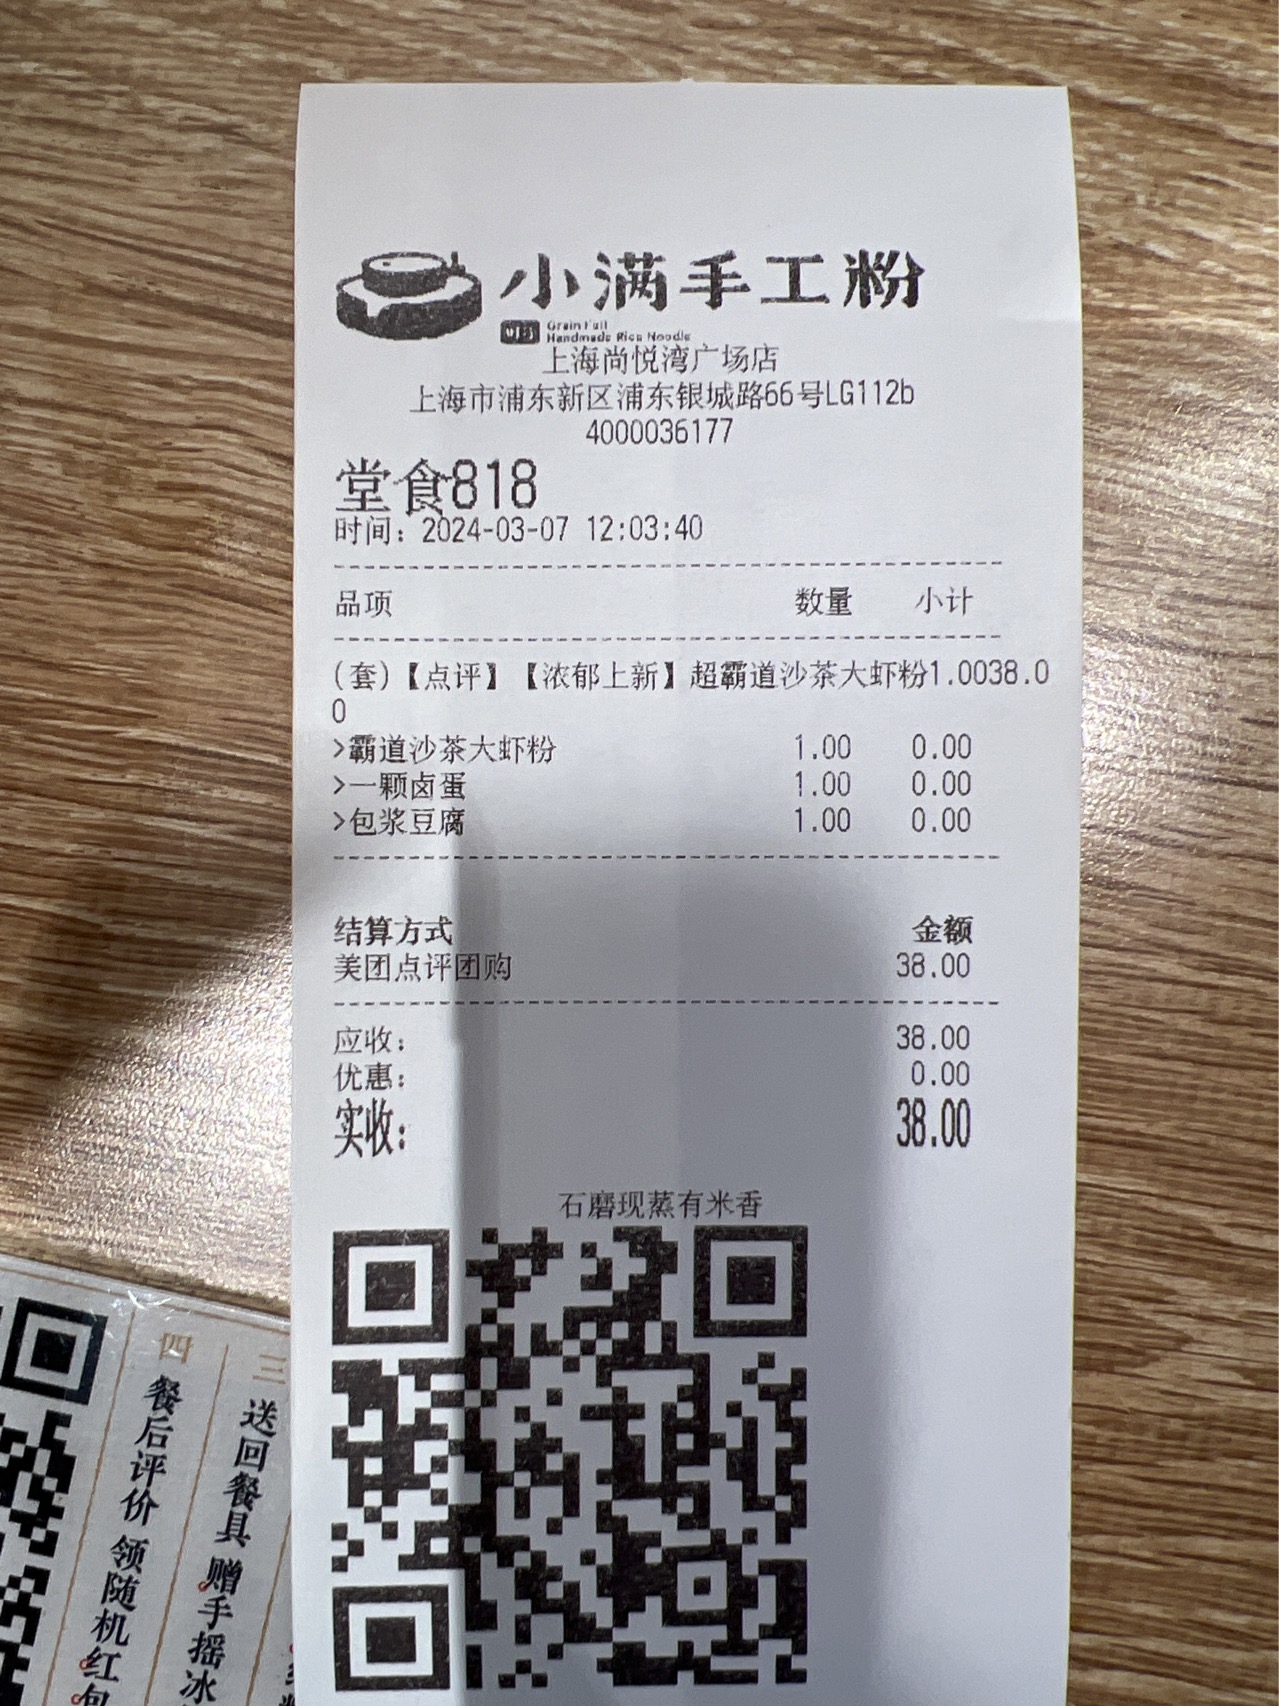 小满手工粉
Grain Full
Handmade Rice Noodle
上海尚悦湾广场店
上海市浦东新区浦东银城路66号LG112b
4000036177
堂食818
时间：2024-03-07 12:03:40
品项 数量 小计
(套)【点评】【浓郁上新】超霸道沙茶大虾粉1.0038.0
0
>霸道沙茶大虾粉 1.00 0.00
>一颗卤蛋 1.00 0.00
>包浆豆腐 1.00 0.00
结算方式 金额
美团点评团购 38.00
应收： 38.00
优惠： 0.00
实收： 38.00
石磨现蒸有米香
三
送回餐具 赠手摇冰
四
餐后评价 领随机红包